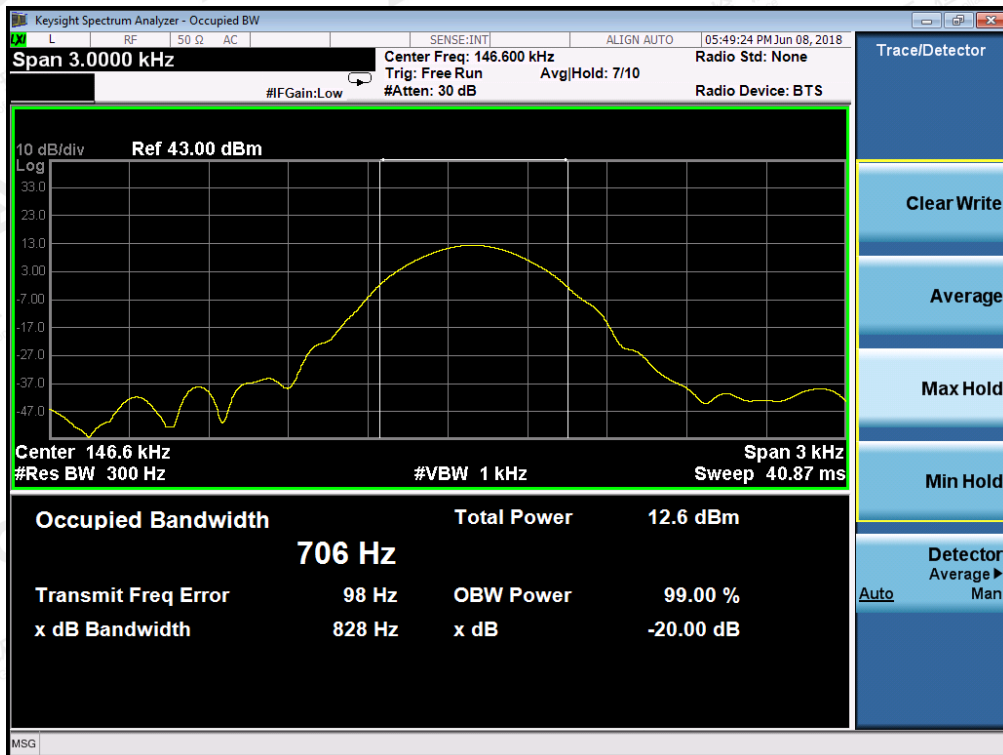 Keysight Spectrum Analyzer - Occupied BW
LXI L RF 50 Ω AC SENSE:INT ALIGN AUTO 05:49:24 PM Jun 08, 2018
Span 3.0000 kHz
Center Freq: 146.600 kHz
Radio Std: None
Trig: Free Run Avg|Hold: 7/10
#IFGain:Low
#Atten: 30 dB
Radio Device: BTS
10 dB/div Ref 43.00 dBm
Log
33.0
23.0
13.0
3.00
-7.00
-17.0
-27.0
-37.0
-47.0
Center 146.6 kHz
Span 3 kHz
#Res BW 300 Hz
#VBW 1 kHz
Sweep 40.87 ms
Occupied Bandwidth
Total Power 12.6 dBm
706 Hz
Transmit Freq Error 98 Hz
OBW Power 99.00 %
x dB Bandwidth 828 Hz
x dB -20.00 dB
MSG
Trace/Detector
Clear Write
Average
Max Hold
Min Hold
Detector
Average
Auto Man